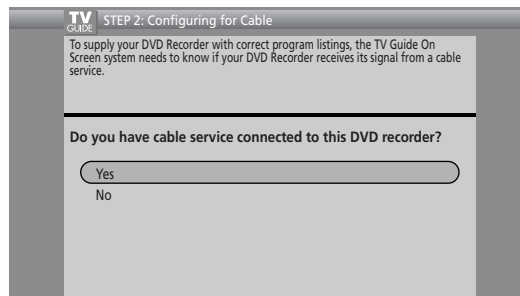 TV
GUIDE
STEP 2: Configuring for Cable
To supply your DVD Recorder with correct program listings, the TV Guide On
Screen system needs to know if your DVD Recorder receives its signal from a cable
service.
Do you have cable service connected to this DVD recorder?
Yes
No